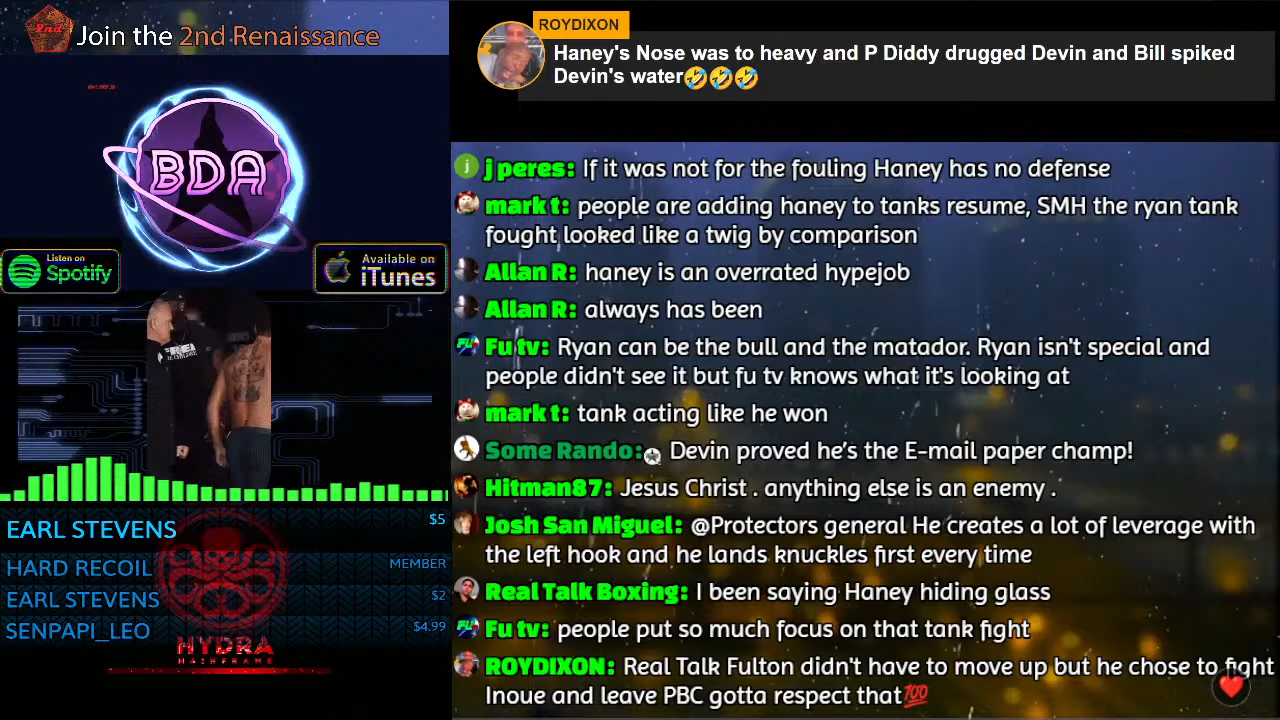 2nd
Join the 2nd Renaissance
BDA
Listen on
Spotify
Available on
iTunes
EARL STEVENS
$5
HARD RECOIL
MEMBER
EARL STEVENS
$2
SENPAPI_LEO
$4.99
HYDRA
MAINFRAME
ROYDIXON
Haney's Nose was to heavy and P Diddy drugged Devin and Bill spiked
Devin's water🤣🤣🤣
j peres: If it was not for the fouling Haney has no defense
mark t: people are adding haney to tanks resume, SMH the ryan tank
fought looked like a twig by comparison
Allan R: haney is an overrated hypejob
Allan R: always has been
Fu tv: Ryan can be the bull and the matador. Ryan isn't special and
people didn't see it but fu tv knows what it's looking at
mark t: tank acting like he won
Some Rando: Devin proved he's the E-mail paper champ!
Hitman87: Jesus Christ . anything else is an enemy .
Josh San Miguel: @Protectors general He creates a lot of leverage with
the left hook and he lands knuckles first every time
Real Talk Boxing: I been saying Haney hiding glass
Fu tv: people put so much focus on that tank fight
ROYDIXON: Real Talk Fulton didn't have to move up but he chose to fight
Inoue and leave PBC gotta respect that💯